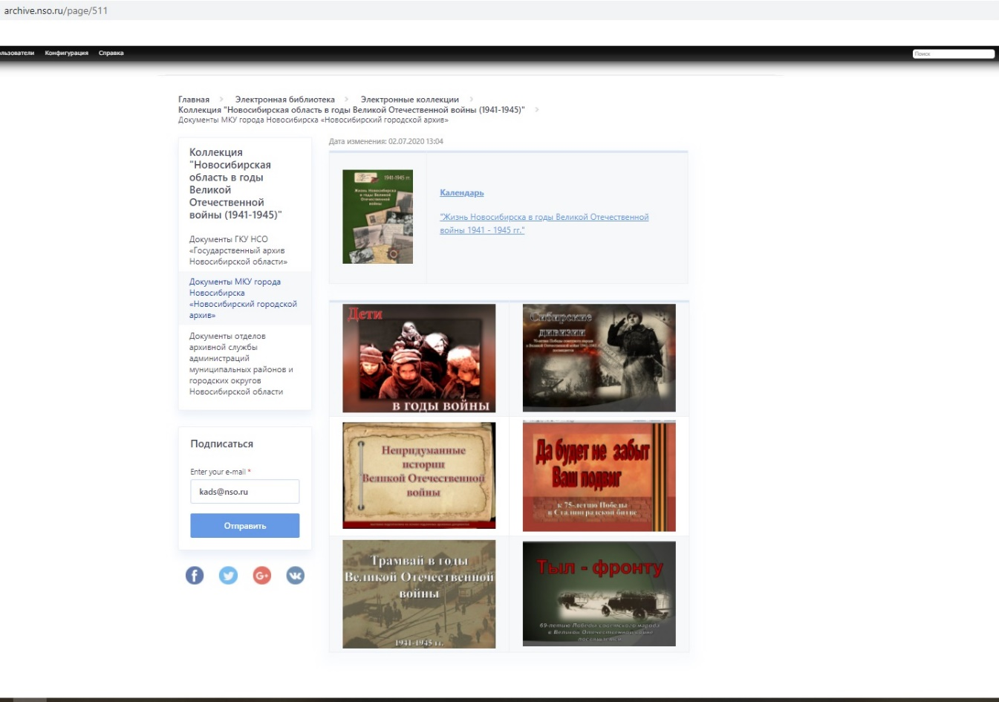 archive.nso.ru/page/511
ользователи Конфигурация Справка
Поиск
Главная > Электронная библиотека > Электронные коллекции >
Коллекция "Новосибирская область в годы Великой Отечественной войны (1941-1945)" >
Документы МКУ города Новосибирска «Новосибирский городской архив»
Коллекция
"Новосибирская
область в годы
Великой
Отечественной
войны (1941-1945)"
Документы ГКУ НСО
«Государственный архив
Новосибирской области»
Документы МКУ города
Новосибирска
«Новосибирский городской
архив»
Документы отделов
архивной службы
администраций
муниципальных районов и
городских округов
Новосибирской области
Подписаться
Enter your e-mail *
kads@nso.ru
Отправить
f
G+
Дата изменения: 02.07.2020 13:04
1941-1945 гг.
Жизнь Новосибирска
в годы Великой
Отечественной
войны
Календарь
"Жизнь Новосибирска в годы Великой Отечественной
войны 1941 - 1945 гг."
Дети
в годы войны
Сибирские
дивизии
Непридуманные
истории
Великой Отечественной
войны
Да будет не забыт
Ваш подвиг
к 75-летию Победы
в Сталинградской битве
Трамвай в годы
Великой Отечественной
войны
1941-1945 гг.
Тыл - фронту
69-летию Победы советского народа
в Великой Отечественной войне
посвящается